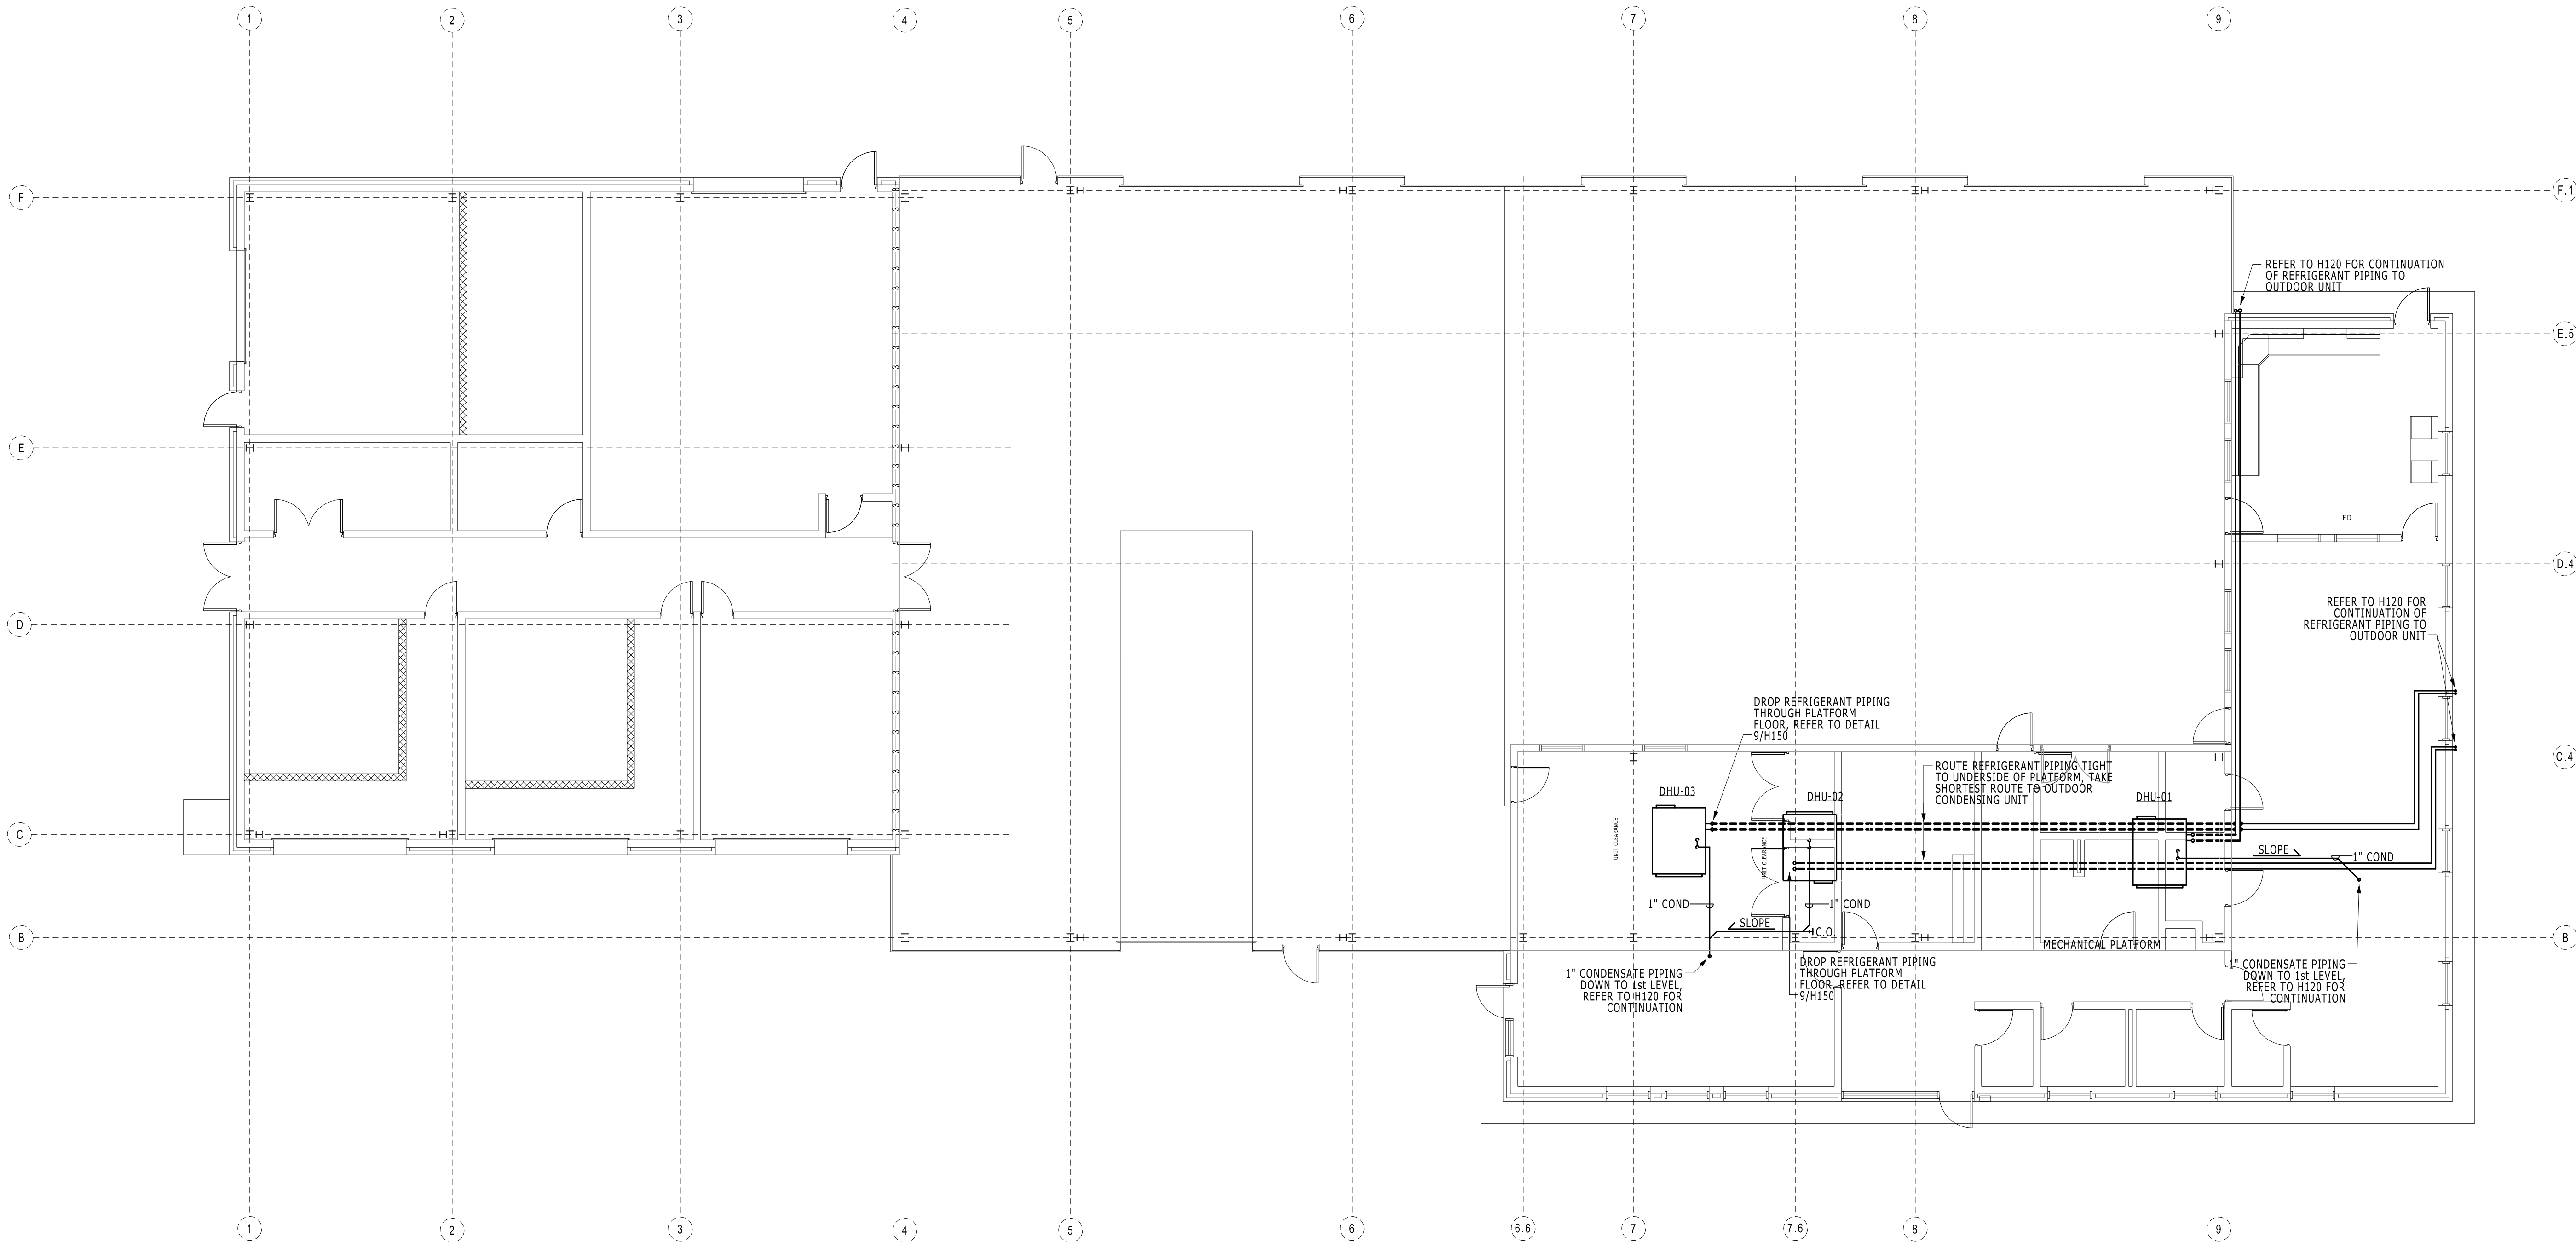 1
2
3
4
5
6
7
8
9
F
F.1
REFER TO H120 FOR CONTINUATION
OF REFRIGERANT PIPING TO
OUTDOOR UNIT
E.5
E
FD
D.4
D
REFER TO H120 FOR
CONTINUATION OF
REFRIGERANT PIPING TO
OUTDOOR UNIT
DROP REFRIGERANT PIPING
THROUGH PLATFORM
FLOOR, REFER TO DETAIL
9/H150
C.4
ROUTE REFRIGERANT PIPING TIGHT
TO UNDERSIDE OF PLATFORM, TAKE
SHORTEST ROUTE TO OUTDOOR
CONDENSING UNIT
DHU-03
DHU-02
DHU-01
C
UNIT CLEARANCE
UNIT CLEARANCE
SLOPE
1" COND
1" COND
1" COND
SLOPE
C.O.
B
B
MECHANICAL PLATFORM
1" CONDENSATE PIPING
DOWN TO 1st LEVEL,
REFER TO H120 FOR
CONTINUATION
DROP REFRIGERANT PIPING
THROUGH PLATFORM
FLOOR, REFER TO DETAIL
9/H150
1" CONDENSATE PIPING
DOWN TO 1st LEVEL,
REFER TO H120 FOR
CONTINUATION
1
2
3
4
5
6
6.6
7
7.6
8
9